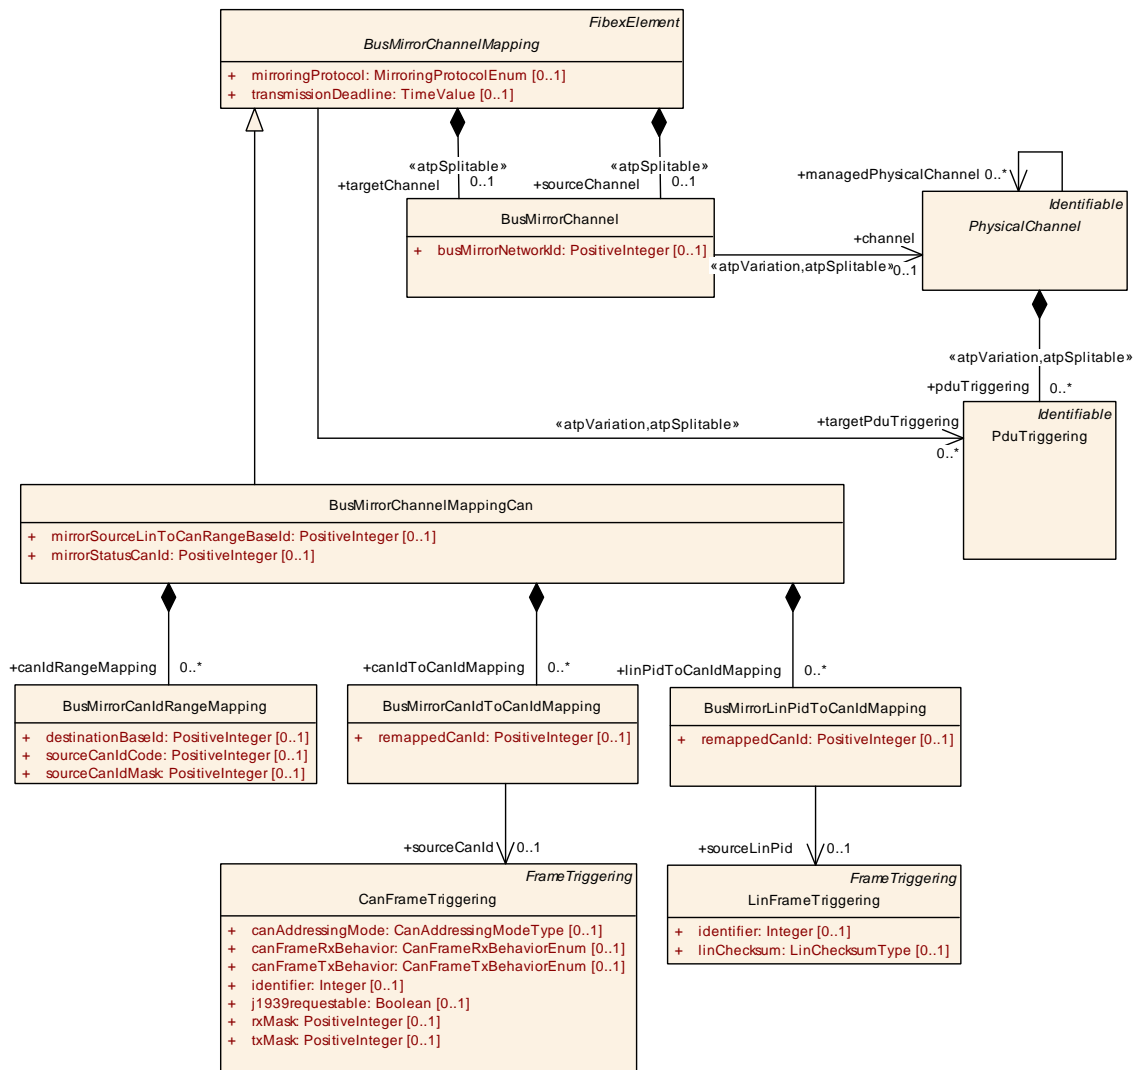 FibexElement
BusMirrorChannelMapping
+ mirroringProtocol: MirroringProtocolEnum [0..1]
+ transmissionDeadline: TimeValue [0..1]
«atpSplitable»
+targetChannel 0..1
«atpSplitable»
+sourceChannel 0..1
+managedPhysicalChannel 0..*
BusMirrorChannel
+ busMirrorNetworkId: PositiveInteger [0..1]
Identifiable
PhysicalChannel
+channel
«atpVariation,atpSplitable» 0..1
«atpVariation,atpSplitable»
+pduTriggering 0..*
Identifiable
PduTriggering
«atpVariation,atpSplitable»
+targetPduTriggering
0..*
BusMirrorChannelMappingCan
+ mirrorSourceLinToCanRangeBaseId: PositiveInteger [0..1]
+ mirrorStatusCanId: PositiveInteger [0..1]
+canIdRangeMapping 0..*
+canIdToCanIdMapping 0..*
+linPidToCanIdMapping 0..*
BusMirrorCanIdRangeMapping
+ destinationBaseId: PositiveInteger [0..1]
+ sourceCanIdCode: PositiveInteger [0..1]
+ sourceCanIdMask: PositiveInteger [0..1]
BusMirrorCanIdToCanIdMapping
+ remappedCanId: PositiveInteger [0..1]
BusMirrorLinPidToCanIdMapping
+ remappedCanId: PositiveInteger [0..1]
+sourceCanId 0..1
+sourceLinPid 0..1
FrameTriggering
CanFrameTriggering
+ canAddressingMode: CanAddressingModeType [0..1]
+ canFrameRxBehavior: CanFrameRxBehaviorEnum [0..1]
+ canFrameTxBehavior: CanFrameTxBehaviorEnum [0..1]
+ identifier: Integer [0..1]
+ j1939requestable: Boolean [0..1]
+ rxMask: PositiveInteger [0..1]
+ txMask: PositiveInteger [0..1]
FrameTriggering
LinFrameTriggering
+ identifier: Integer [0..1]
+ linChecksum: LinChecksumType [0..1]